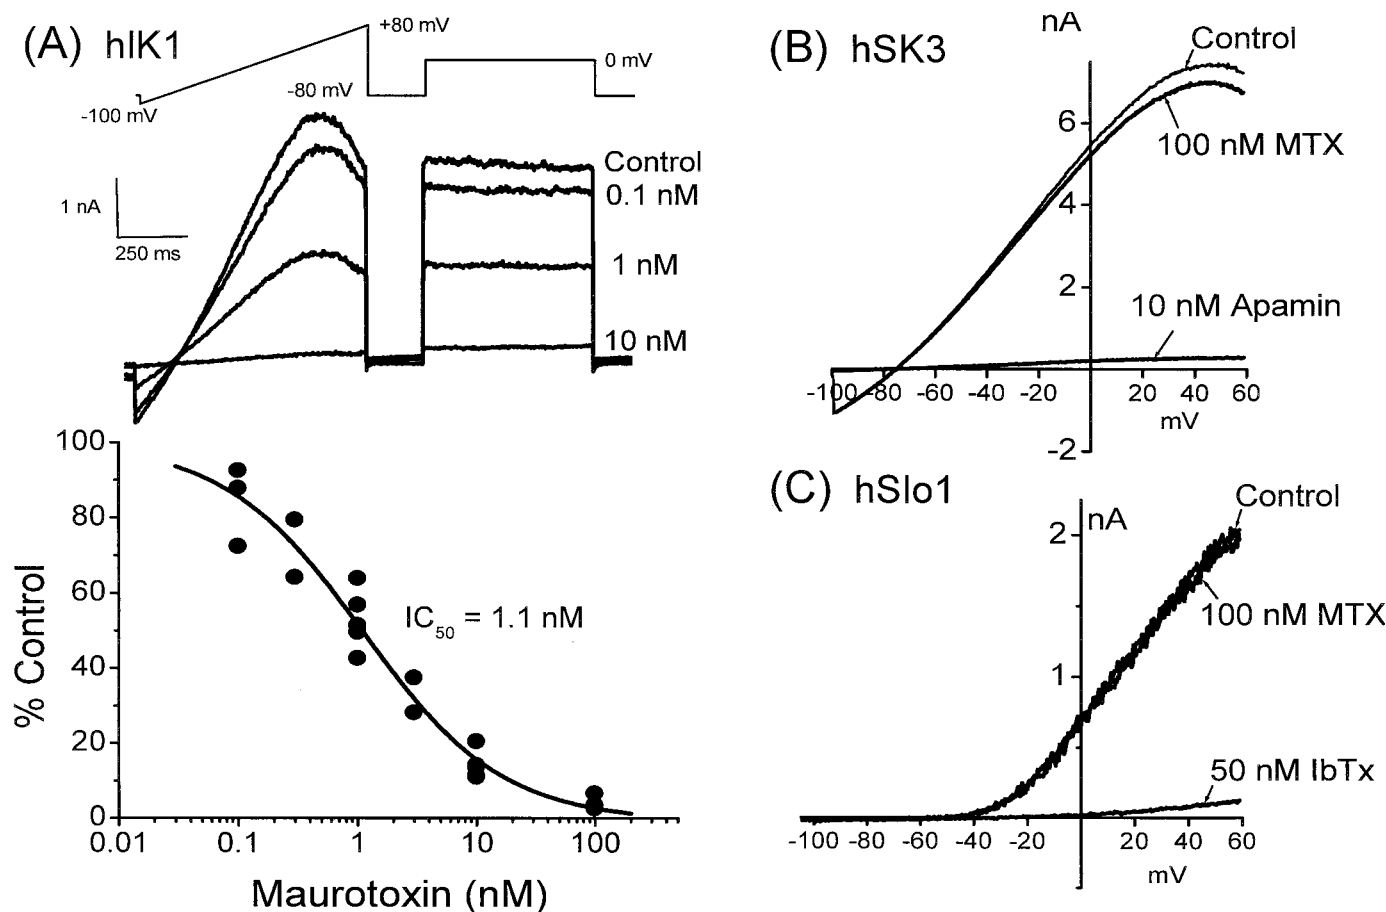 (A) hIK1
+80 mV
0 mV
-80 mV
-100 mV
Control
0.1 nM
1 nA
250 ms
1 nM
10 nM
100
80
60
40
20
0
% Control
IC50 = 1.1 nM
0.01 0.1 1 10 100
Maurotoxin (nM)
(B) hSK3
nA
Control
6
100 nM MTX
4
2
10 nM Apamin
-100 -80 -60 -40 -20 20 40 60
mV
-2
(C) hSlo1
nA
Control
2
100 nM MTX
1
50 nM IbTx
-100 -80 -60 -40 -20 20 40 60
mV